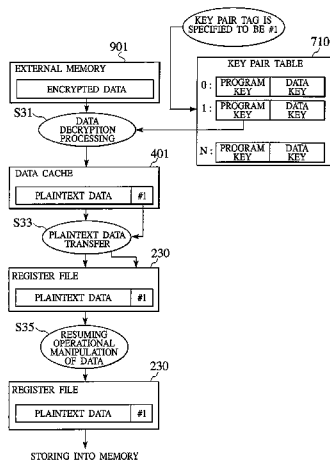 KEY PAIR TAG IS
SPECIFIED TO BE #1
901
710
EXTERNAL MEMORY
ENCRYPTED DATA
KEY PAIR TABLE
0: PROGRAM KEY DATA KEY
1: PROGRAM KEY DATA KEY
N: PROGRAM KEY DATA KEY
S31
DATA
DECRYPTION
PROCESSING
401
DATA CACHE
PLAINTEXT DATA #1
S33
PLAINTEXT DATA
TRANSFER
230
REGISTER FILE
PLAINTEXT DATA #1
S35
RESUMING
OPERATIONAL
MANIPULATION
OF DATA
230
REGISTER FILE
PLAINTEXT DATA #1
STORING INTO MEMORY